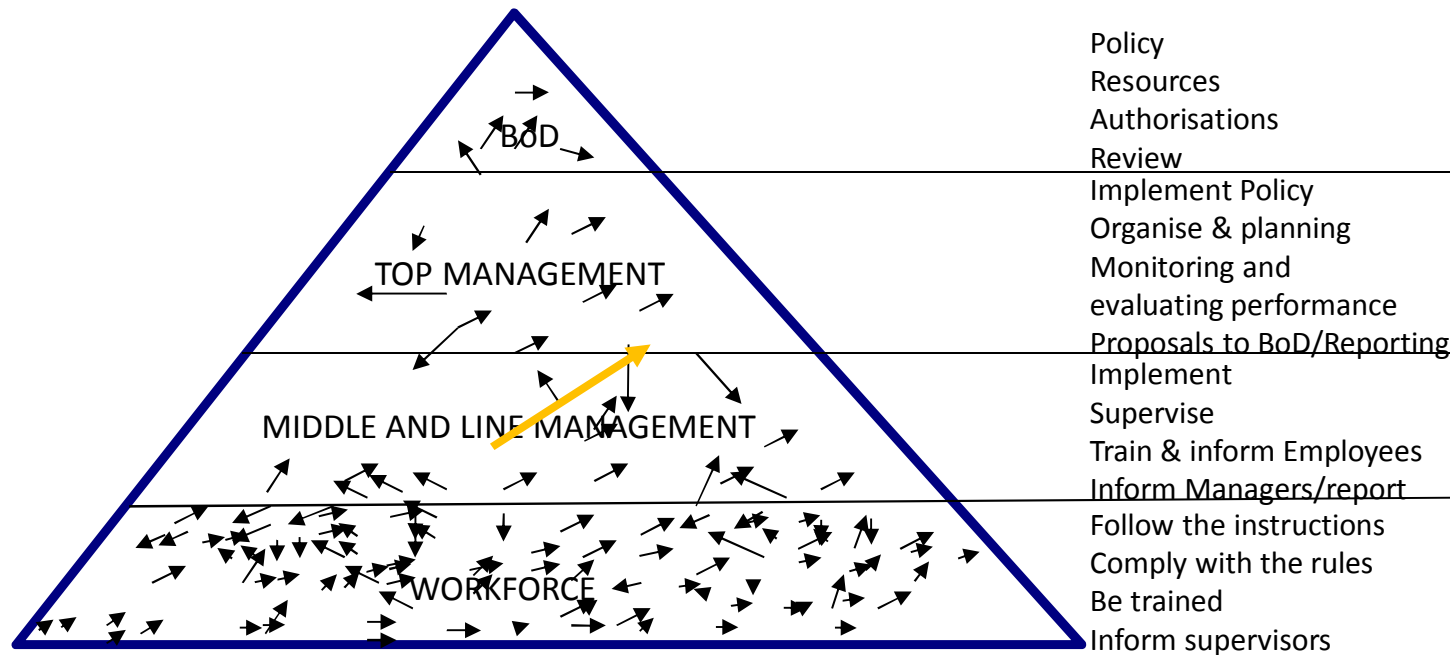 BoD
Policy
Resources
Authorisations
Review
TOP MANAGEMENT
Implement Policy
Organise & planning
Monitoring and
evaluating performance
Proposals to BoD/Reporting
MIDDLE AND LINE MANAGEMENT
Implement
Supervise
Train & inform Employees
Inform Managers/report
WORKFORCE
Follow the instructions
Comply with the rules
Be trained
Inform supervisors